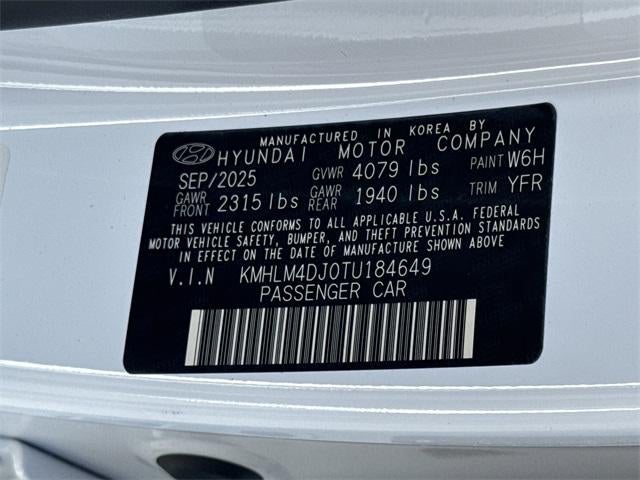 MANUFACTURED IN KOREA BY
HYUNDAI MOTOR COMPANY
SEP/2025 GVWR 4079 lbs PAINT W6H
GAWR FRONT 2315 lbs GAWR REAR 1940 lbs TRIM YFR
THIS VEHICLE CONFORMS TO ALL APPLICABLE U.S.A. FEDERAL
MOTOR VEHICLE SAFETY, BUMPER, AND THEFT PREVENTION STANDARDS
IN EFFECT ON THE DATE OF MANUFACTURE SHOWN ABOVE
V.I.N KMHLM4DJ0TU184649
PASSENGER CAR